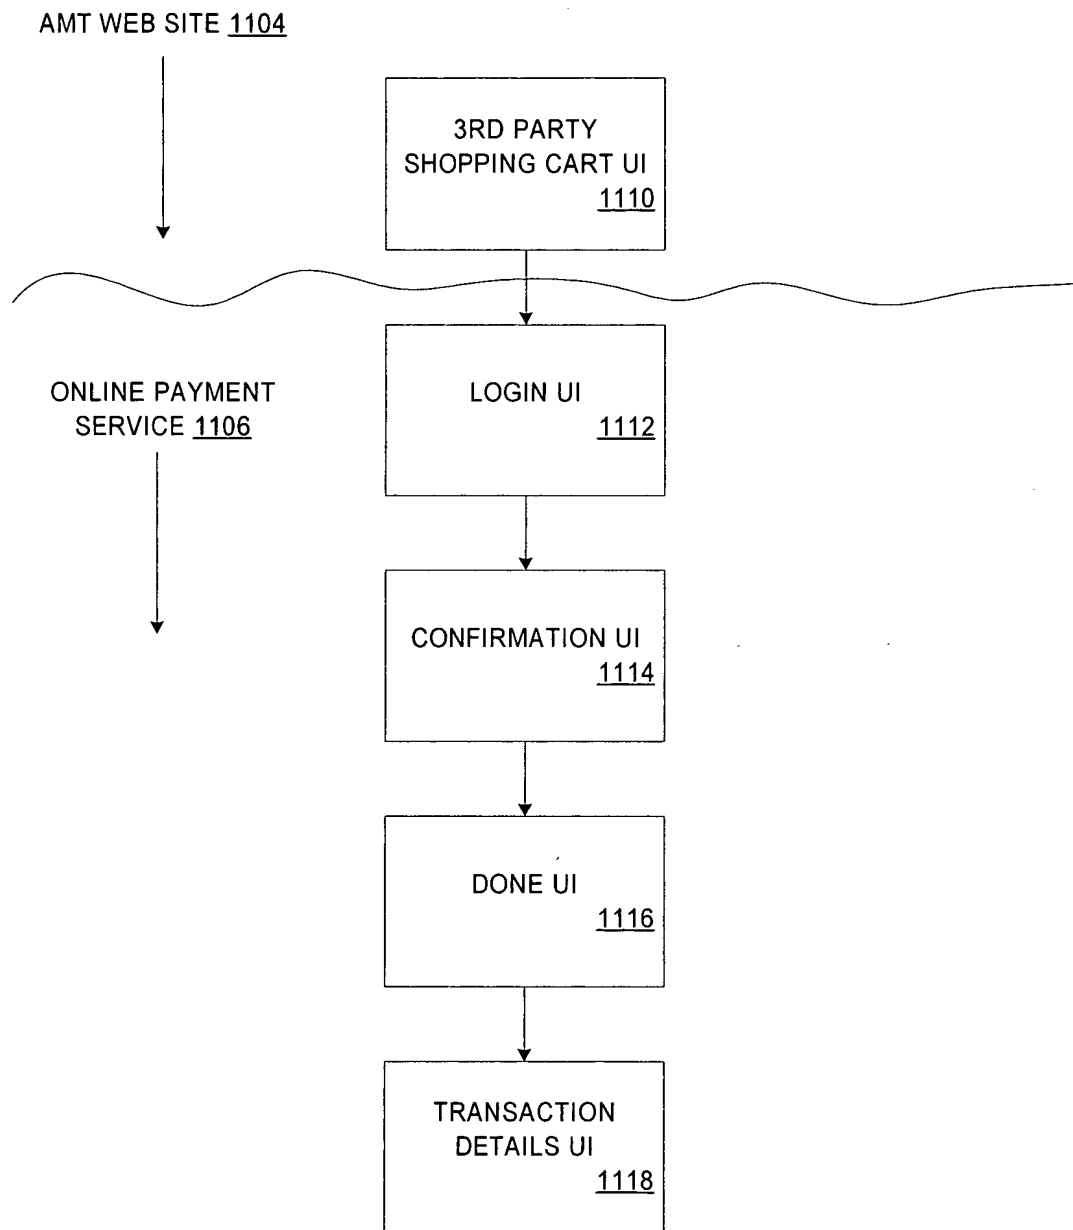 AMT WEB SITE 1104
3RD PARTY
SHOPPING CART UI
1110
ONLINE PAYMENT
SERVICE 1106
LOGIN UI
1112
CONFIRMATION UI
1114
DONE UI
1116
TRANSACTION
DETAILS UI
1118